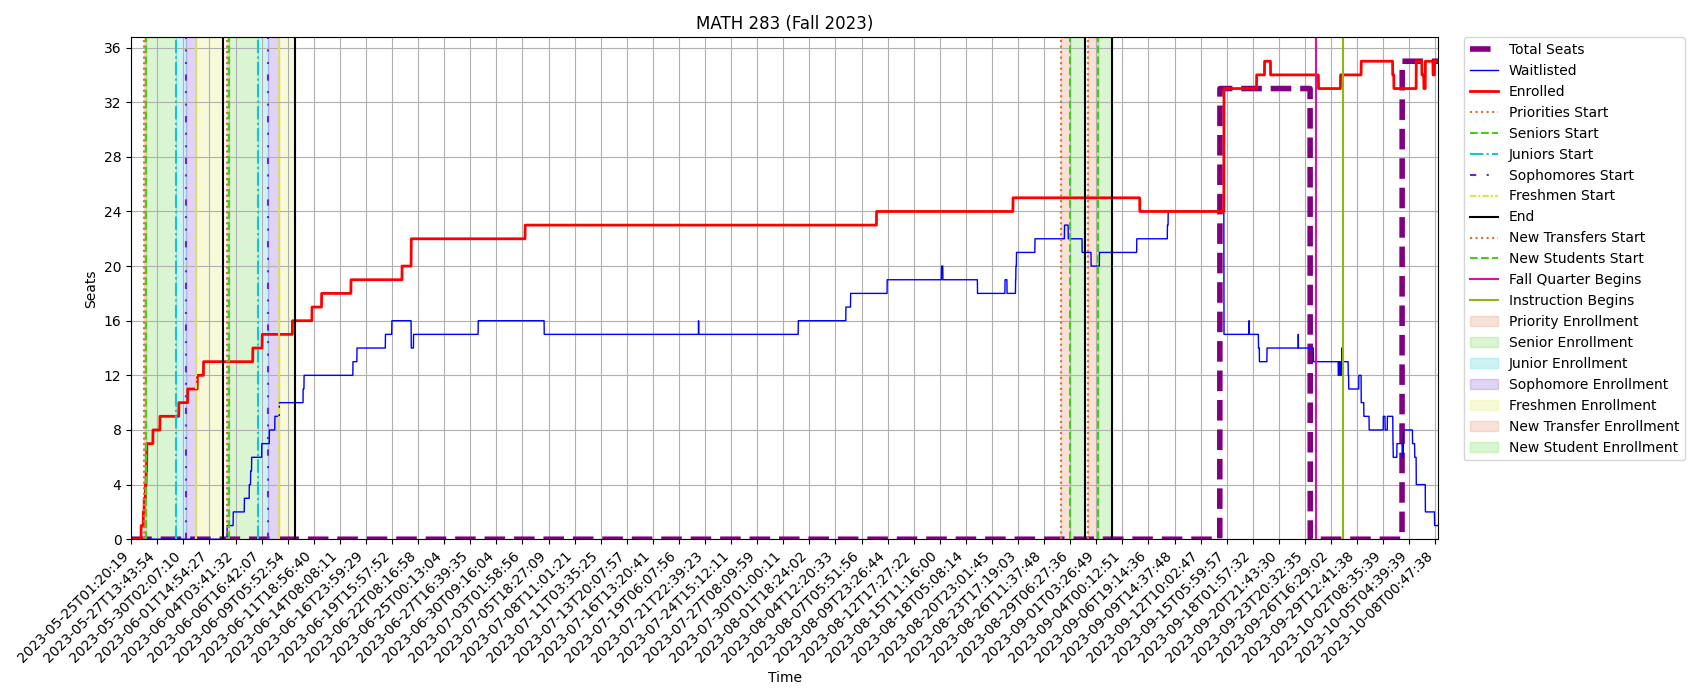 MATH 283 (Fall 2023)
Seats
36
32
28
24
20
16
12
8
4
0
2023-05-25T01:20:19
2023-05-27T13:43:54
2023-05-30T02:07:10
2023-06-01T14:54:27
2023-06-04T03:41:32
2023-06-06T16:42:07
2023-06-09T05:52:54
2023-06-11T18:56:40
2023-06-14T08:08:11
2023-06-16T23:59:29
2023-06-19T15:57:52
2023-06-22T08:16:58
2023-06-25T00:13:04
2023-06-27T16:39:35
2023-06-30T09:16:04
2023-07-03T01:58:56
2023-07-05T18:27:09
2023-07-08T11:01:21
2023-07-11T03:35:25
2023-07-13T20:07:57
2023-07-16T13:20:41
2023-07-19T06:07:56
2023-07-21T22:39:23
2023-07-24T15:12:11
2023-07-27T08:09:59
2023-07-30T01:00:11
2023-08-01T18:24:02
2023-08-04T12:20:33
2023-08-07T05:51:56
2023-08-09T23:26:44
2023-08-12T17:27:22
2023-08-15T11:16:00
2023-08-18T05:08:14
2023-08-20T23:01:45
2023-08-23T17:19:03
2023-08-26T11:37:48
2023-08-29T06:27:36
2023-09-01T03:26:49
2023-09-04T00:12:51
2023-09-06T19:14:36
2023-09-09T14:37:48
2023-09-12T10:02:47
2023-09-15T05:59:57
2023-09-18T01:57:32
2023-09-20T21:43:30
2023-09-23T20:32:35
2023-09-26T16:29:02
2023-09-29T12:41:38
2023-10-02T08:35:39
2023-10-05T04:39:39
2023-10-08T00:47:38
Time
Total Seats
Waitlisted
Enrolled
Priorities Start
Seniors Start
Juniors Start
Sophomores Start
Freshmen Start
End
New Transfers Start
New Students Start
Fall Quarter Begins
Instruction Begins
Priority Enrollment
Senior Enrollment
Junior Enrollment
Sophomore Enrollment
Freshmen Enrollment
New Transfer Enrollment
New Student Enrollment